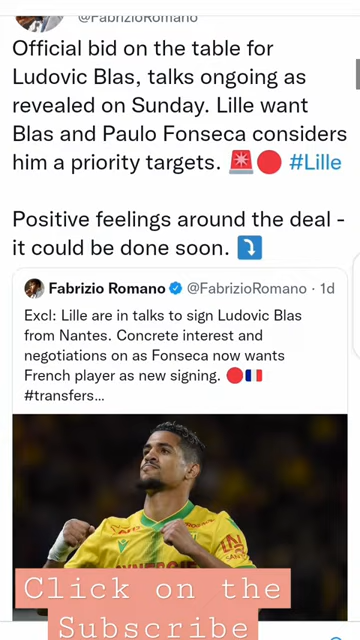 @FabrizioRomano
Official bid on the table for
Ludovic Blas, talks ongoing as
revealed on Sunday. Lille want
Blas and Paulo Fonseca considers
him a priority targets. 🚨🔴 #Lille
Positive feelings around the deal -
it could be done soon. ⤵️
Fabrizio Romano @FabrizioRomano · 1d
Excl: Lille are in talks to sign Ludovic Blas
from Nantes. Concrete interest and
negotiations on as Fonseca now wants
French player as new signing. 🔴🇫🇷
#transfers...
Click on the
Subscribe